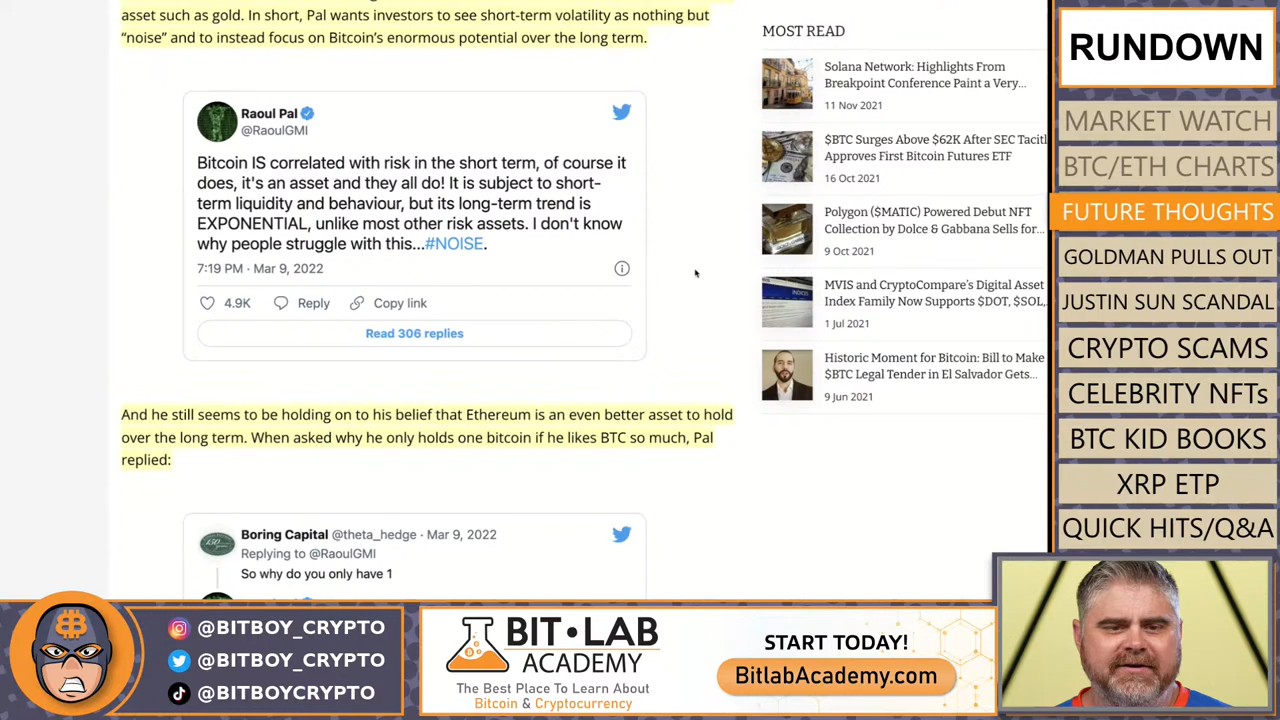 asset such as gold. In short, Pal wants investors to see short-term volatility as nothing but
“noise” and to instead focus on Bitcoin’s enormous potential over the long term.
Raoul Pal
@RaoulGMI
Bitcoin IS correlated with risk in the short term, of course it
does, it's an asset and they all do! It is subject to short-
term liquidity and behaviour, but its long-term trend is
EXPONENTIAL, unlike most other risk assets. I don't know
why people struggle with this...#NOISE.
7:19 PM · Mar 9, 2022
4.9K Reply Copy link
Read 306 replies
And he still seems to be holding on to his belief that Ethereum is an even better asset to hold
over the long term. When asked why he only holds one bitcoin if he likes BTC so much, Pal
replied:
Boring Capital @theta_hedge · Mar 9, 2022
Replying to @RaoulGMI
So why do you only have 1
MOST READ
Solana Network: Highlights From
Breakpoint Conference Paint a Very...
11 Nov 2021
$BTC Surges Above $62K After SEC Tacitl
Approves First Bitcoin Futures ETF
16 Oct 2021
Polygon ($MATIC) Powered Debut NFT
Collection by Dolce & Gabbana Sells for...
9 Oct 2021
MVIS and CryptoCompare's Digital Asset
Index Family Now Supports $DOT, $SOL,
1 Jul 2021
Historic Moment for Bitcoin: Bill to Make
$BTC Legal Tender in El Salvador Gets...
9 Jun 2021
RUNDOWN
MARKET WATCH
BTC/ETH CHARTS
FUTURE THOUGHTS
GOLDMAN PULLS OUT
JUSTIN SUN SCANDAL
CRYPTO SCAMS
CELEBRITY NFTs
BTC KID BOOKS
XRP ETP
QUICK HITS/Q&A
@BITBOY_CRYPTO
@BITBOY_CRYPTO
@BITBOYCRYPTO
BIT•LAB
ACADEMY
The Best Place To Learn About
Bitcoin & Cryptocurrency
START TODAY!
BitlabAcademy.com